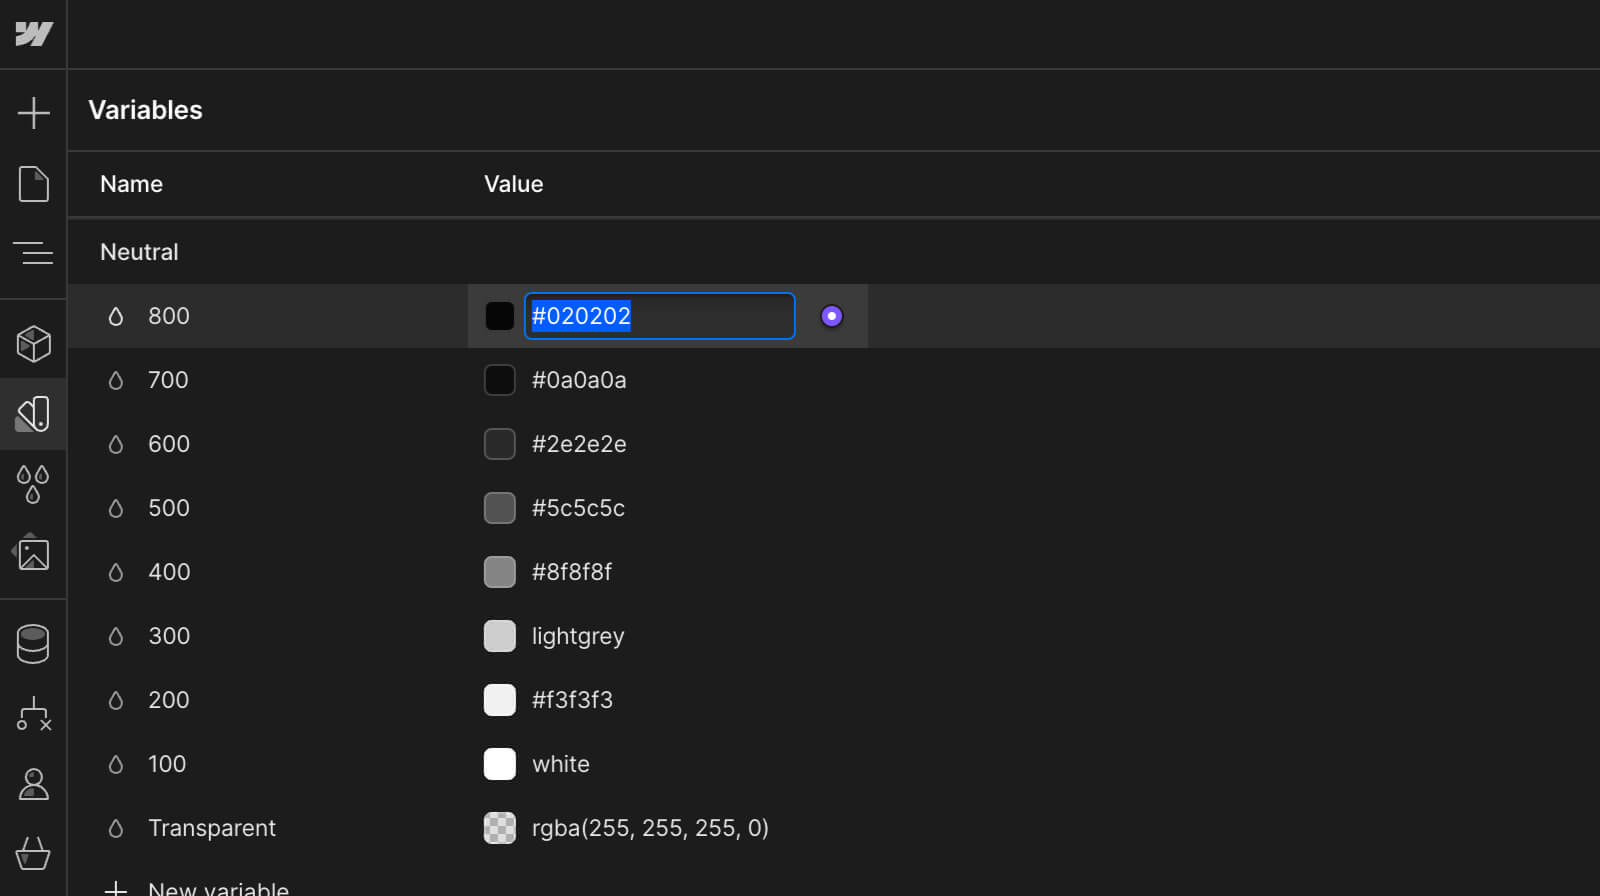 Variables
Name Value
Neutral
800 #020202
700 #0a0a0a
600 #2e2e2e
500 #5c5c5c
400 #8f8f8f
300 lightgrey
200 #f3f3f3
100 white
Transparent rgba(255, 255, 255, 0)
New variable